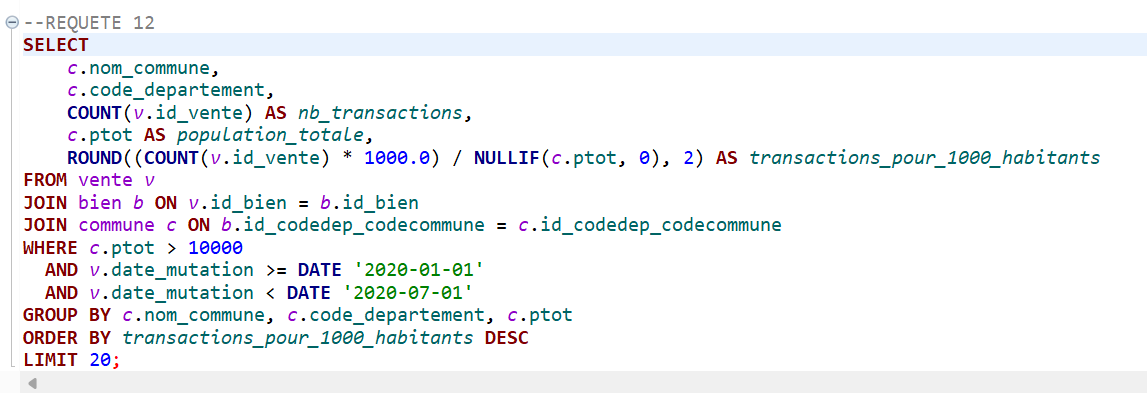 --REQUETE 12
SELECT
    c.nom_commune,
    c.code_departement,
    COUNT(v.id_vente) AS nb_transactions,
    c.ptot AS population_totale,
    ROUND((COUNT(v.id_vente) * 1000.0) / NULLIF(c.ptot, 0), 2) AS transactions_pour_1000_habitants
FROM vente v
JOIN bien b ON v.id_bien = b.id_bien
JOIN commune c ON b.id_codedep_codecommune = c.id_codedep_codecommune
WHERE c.ptot > 10000
  AND v.date_mutation >= DATE '2020-01-01'
  AND v.date_mutation < DATE '2020-07-01'
GROUP BY c.nom_commune, c.code_departement, c.ptot
ORDER BY transactions_pour_1000_habitants DESC
LIMIT 20;